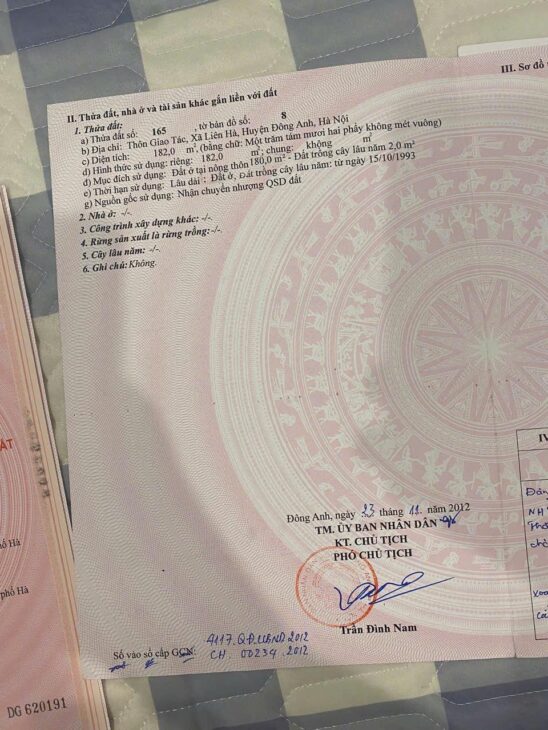 II. Thửa đất, nhà ở và tài sản khác gắn liền với đất
1. Thửa đất:
a) Thửa đất số: 165 , tờ bản đồ số: 8
b) Địa chỉ: Thôn Giao Tác, Xã Liên Hà, Huyện Đông Anh, Hà Nội
c) Diện tích: 182,0 m², (bằng chữ: Một trăm tám mươi hai phẩy không mét vuông)
d) Hình thức sử dụng: riêng: 182,0 m²; chung: không m²
đ) Mục đích sử dụng: Đất ở tại nông thôn 180,0 m² - Đất trồng cây lâu năm 2,0 m²
e) Thời hạn sử dụng: Lâu dài : Đất ở, Đất trồng cây lâu năm: từ ngày 15/10/1993
g) Nguồn gốc sử dụng: Nhận chuyển nhượng QSD đất
2. Nhà ở: -/-.
3. Công trình xây dựng khác: -/-.
4. Rừng sản xuất là rừng trồng:-/-.
5. Cây lâu năm: -/-
6. Ghi chú: Không.
III. Sơ đồ
IV
Đông Anh, ngày 23 tháng 11 năm 2012
TM. ỦY BAN NHÂN DÂN
KT. CHỦ TỊCH
PHÓ CHỦ TỊCH
Trần Đình Nam
Số vào sổ cấp GCN: 4117.QĐ.UBND.2012
CH. 00234.2012
NH
ẤT
phố Hà
DG 620191